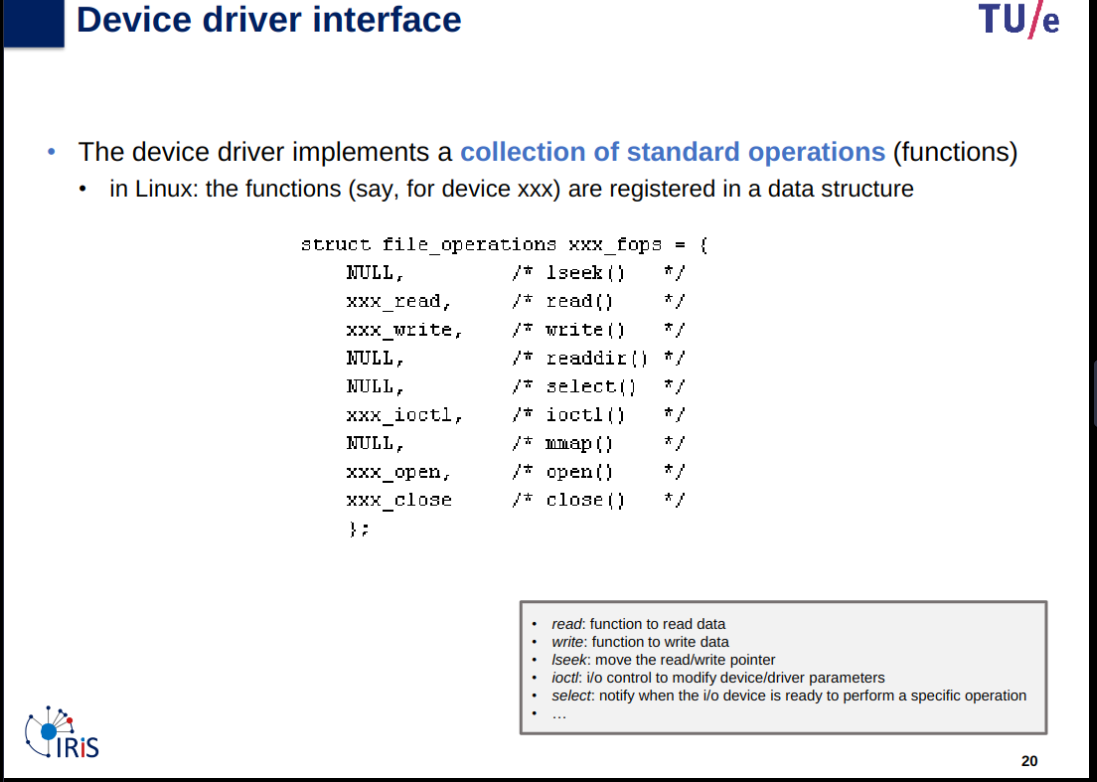 Device driver interface
TU/e
• The device driver implements a collection of standard operations (functions)
• in Linux: the functions (say, for device xxx) are registered in a data structure
struct file_operations xxx_fops = {
NULL, /* lseek() */
xxx_read, /* read() */
xxx_write, /* write() */
NULL, /* readdir() */
NULL, /* select() */
xxx_ioctl, /* ioctl() */
NULL, /* mmap() */
xxx_open, /* open() */
xxx_close /* close() */
};
• read: function to read data
• write: function to write data
• lseek: move the read/write pointer
• ioctl: i/o control to modify device/driver parameters
• select: notify when the i/o device is ready to perform a specific operation
• …
IRiS
20